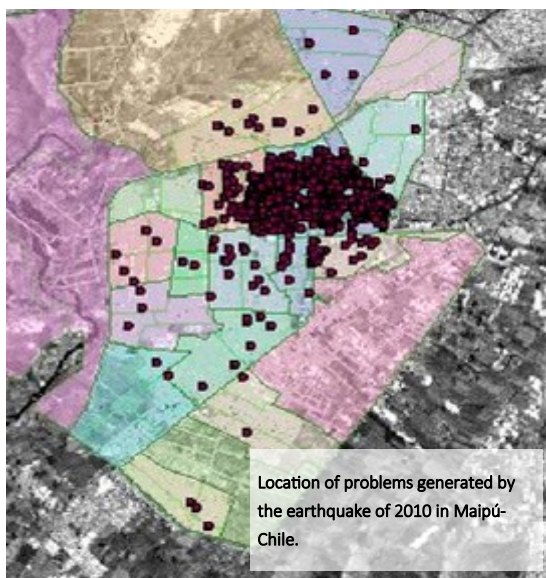 Location of problems generated by
the earthquake of 2010 in Maipú-
Chile.